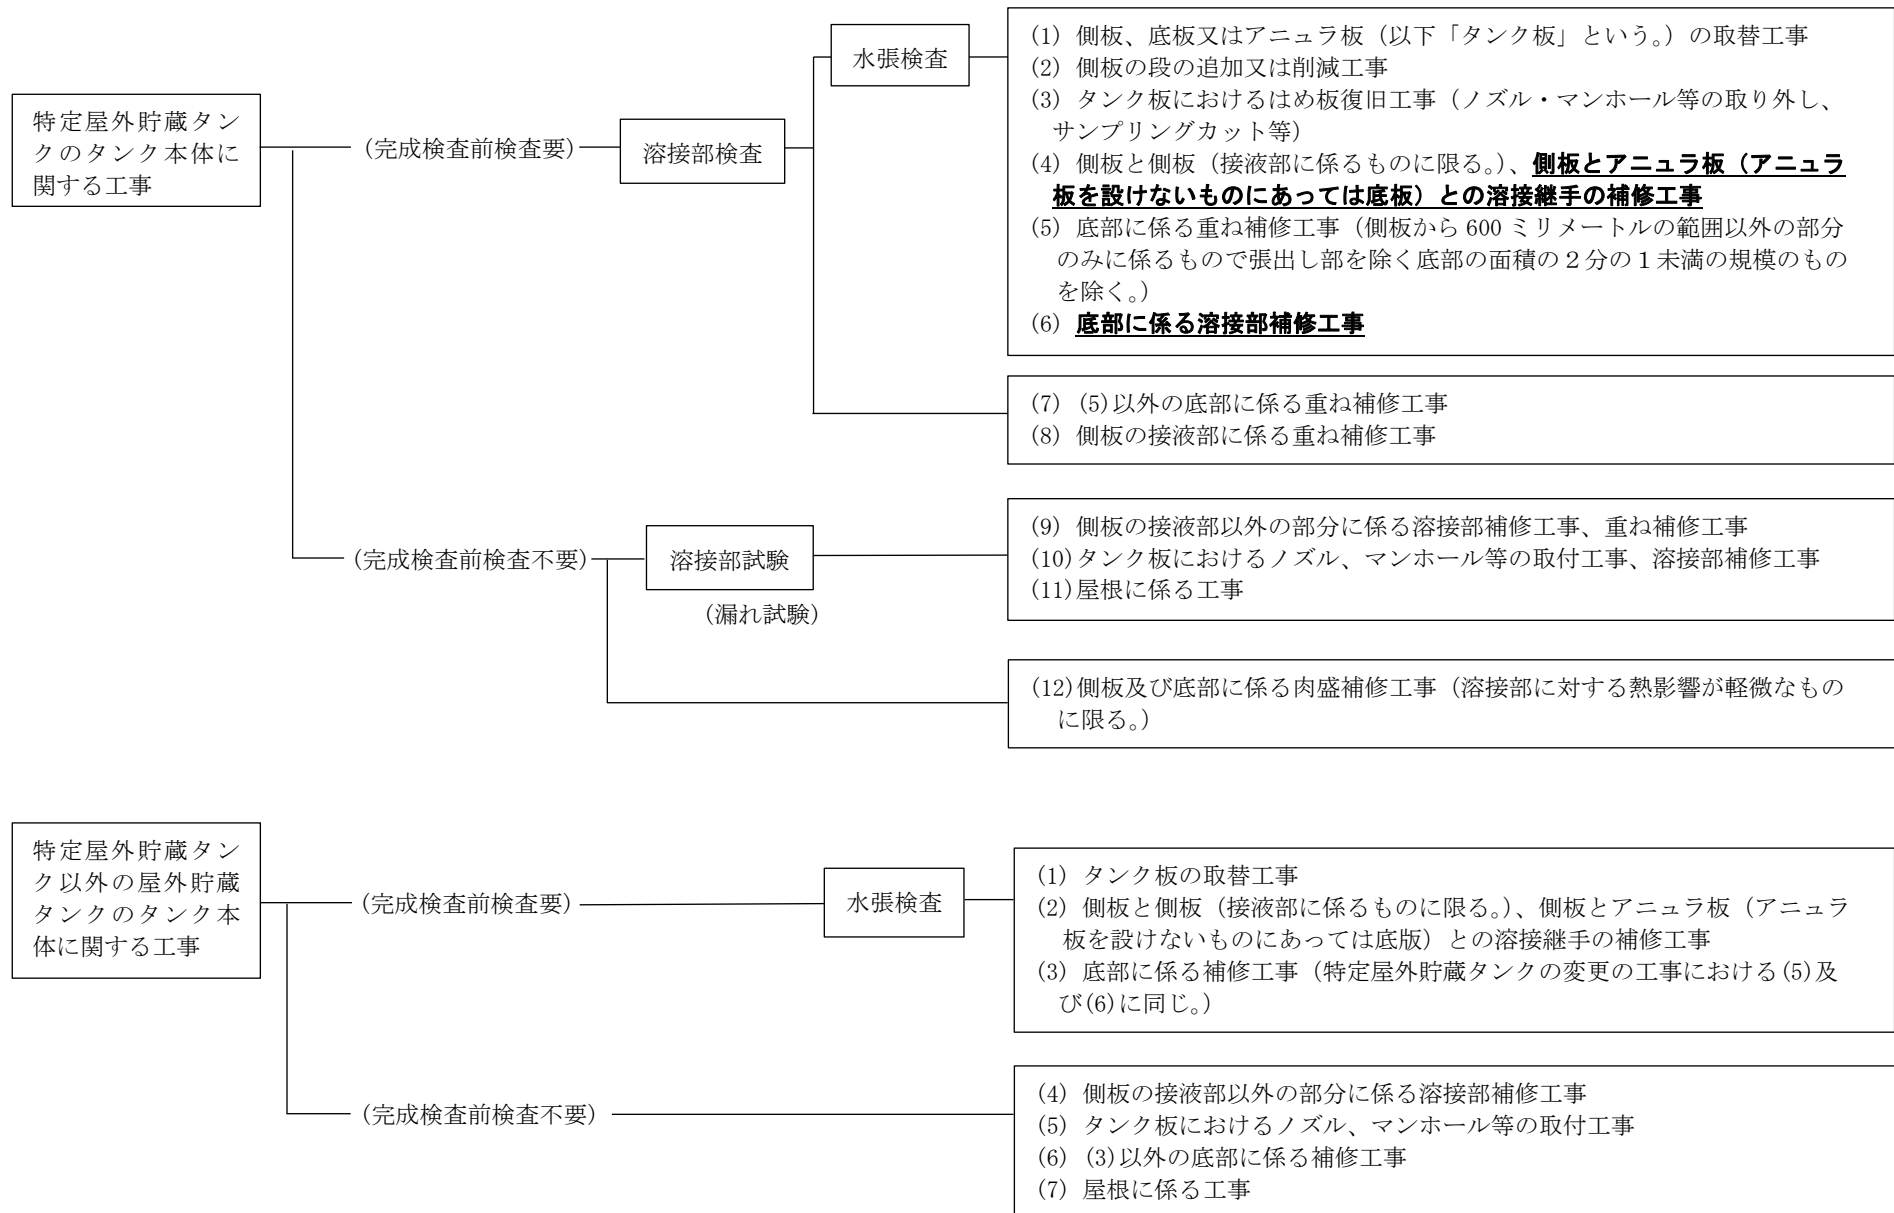 特定屋外貯蔵タン
クのタンク本体に
関する工事
(完成検査前検査要)
溶接部検査
水張検査
(1) 側板、底板又はアニュラ板（以下「タンク板」という。）の取替工事
(2) 側板の段の追加又は削減工事
(3) タンク板におけるはめ板復旧工事（ノズル・マンホール等の取り外し、
サンプリングカット等）
(4) 側板と側板（接液部に係るものに限る。）、側板とアニュラ板（アニュラ
板を設けないものにあっては底板）との溶接継手の補修工事
(5) 底部に係る重ね補修工事（側板から 600 ミリメートルの範囲以外の部分
のみに係るもので張出し部を除く底部の面積の２分の１未満の規模のもの
を除く。）
(6) 底部に係る溶接部補修工事
(7) (5)以外の底部に係る重ね補修工事
(8) 側板の接液部に係る重ね補修工事
(完成検査前検査不要)
溶接部試験
(漏れ試験)
(9) 側板の接液部以外の部分に係る溶接部補修工事、重ね補修工事
(10)タンク板におけるノズル、マンホール等の取付工事、溶接部補修工事
(11)屋根に係る工事
(12)側板及び底部に係る肉盛補修工事（溶接部に対する熱影響が軽微なもの
に限る。）
特定屋外貯蔵タン
ク以外の屋外貯蔵
タンクのタンク本
体に関する工事
(完成検査前検査要)
水張検査
(1) タンク板の取替工事
(2) 側板と側板（接液部に係るものに限る。）、側板とアニュラ板（アニュラ
板を設けないものにあっては底版）との溶接継手の補修工事
(3) 底部に係る補修工事（特定屋外貯蔵タンクの変更の工事における(5)及
び(6)に同じ。）
(完成検査前検査不要)
(4) 側板の接液部以外の部分に係る溶接部補修工事
(5) タンク板におけるノズル、マンホール等の取付工事
(6) (3)以外の底部に係る補修工事
(7) 屋根に係る工事